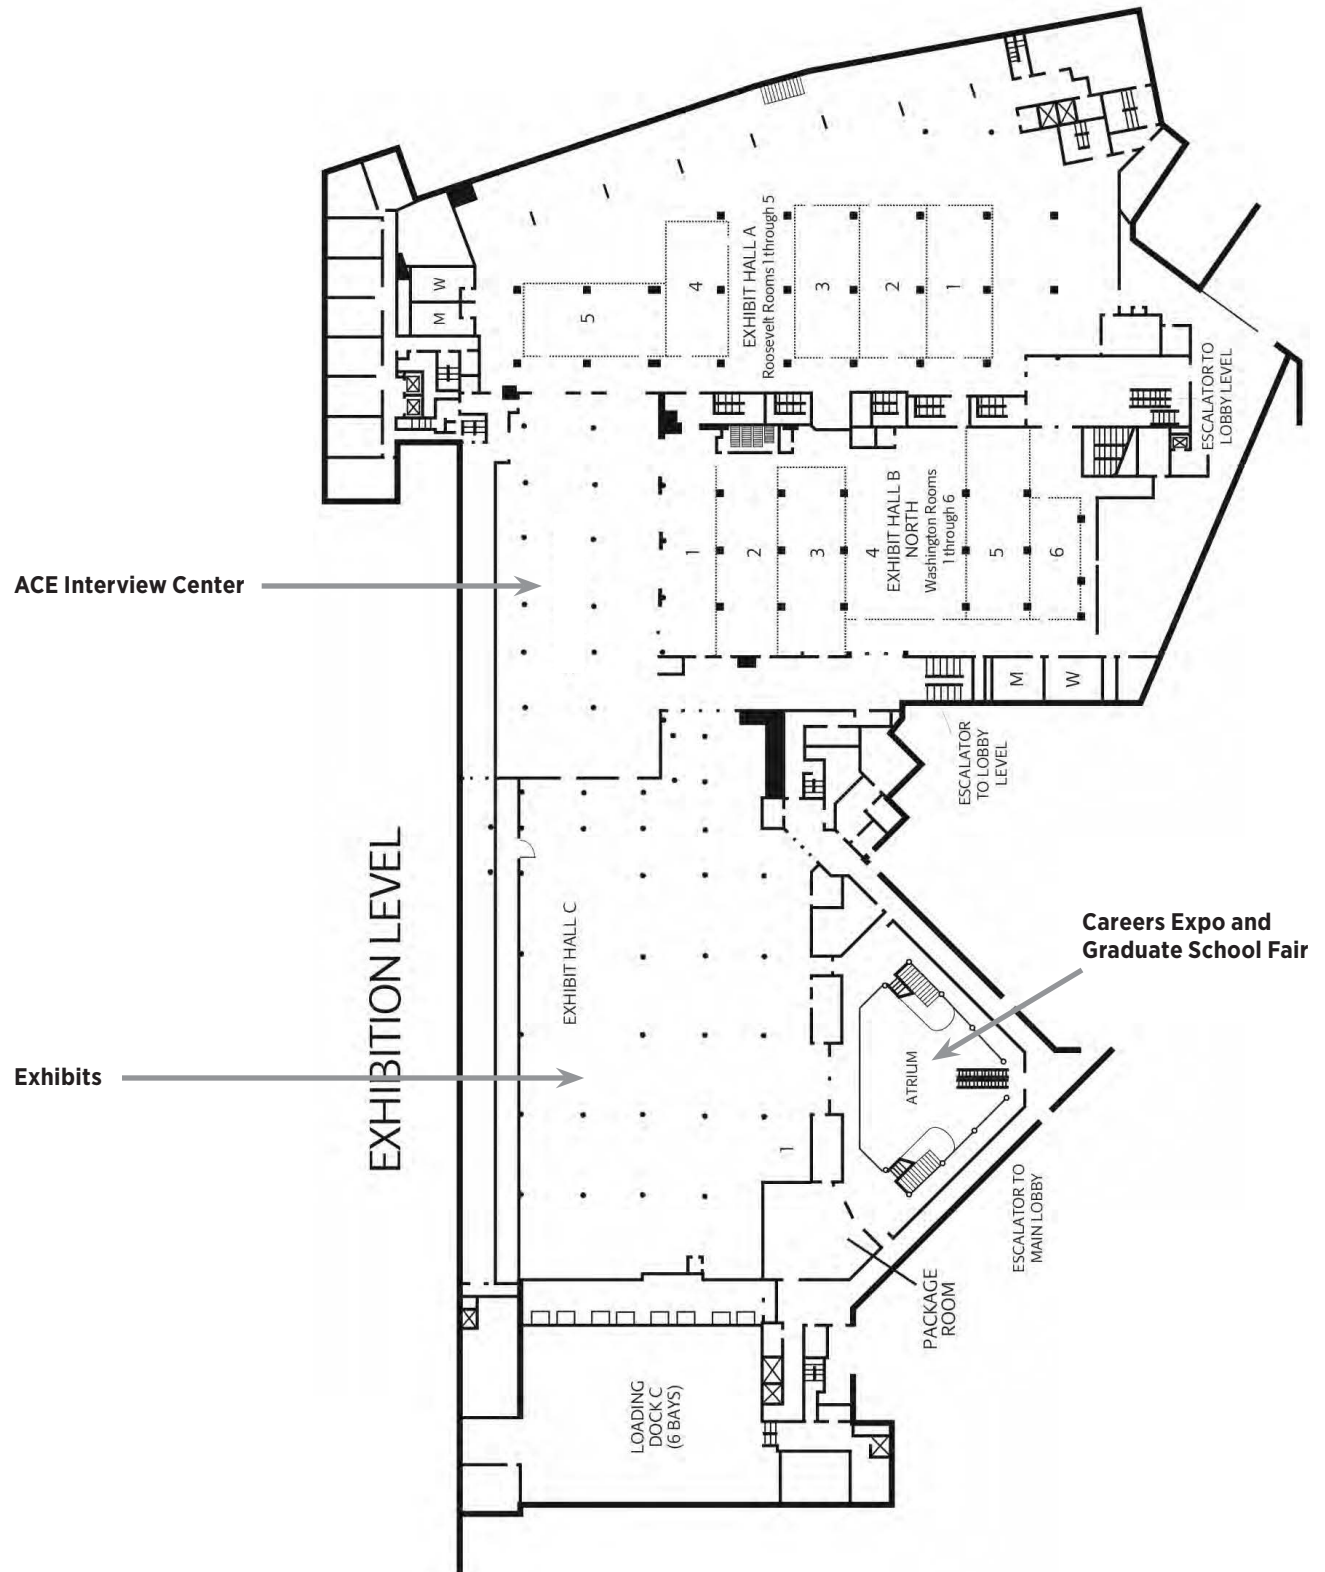 EXHIBITION LEVEL
ACE Interview Center
Exhibits
Careers Expo and
Graduate School Fair
EXHIBIT HALL A
Roosevelt Rooms 1 through 5
5
4
3
2
1
M
W
ESCALATOR TO
LOBBY LEVEL
EXHIBIT HALL B
NORTH
Washington Rooms
1 through 6
1
2
3
4
5
6
M
W
ESCALATOR
TO LOBBY
LEVEL
EXHIBIT HALL C
1
ATRIUM
ESCALATOR TO
MAIN LOBBY
PACKAGE
ROOM
LOADING
DOCK C
(6 BAYS)